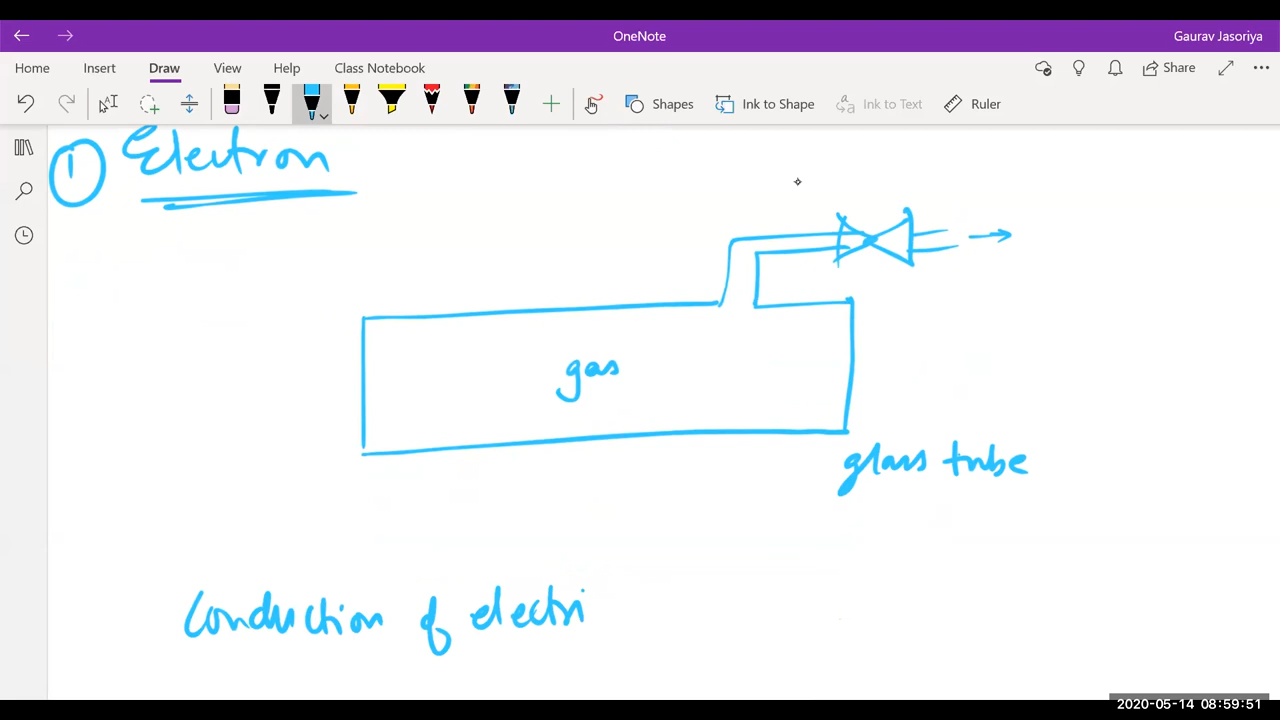 OneNote
Gaurav Jasoriya
Home Insert Draw View Help Class Notebook Share
Shapes Ink to Shape Ink to Text Ruler
1 Electron
gas
glass tube
Conduction of electri
2020-05-14 08:59:51